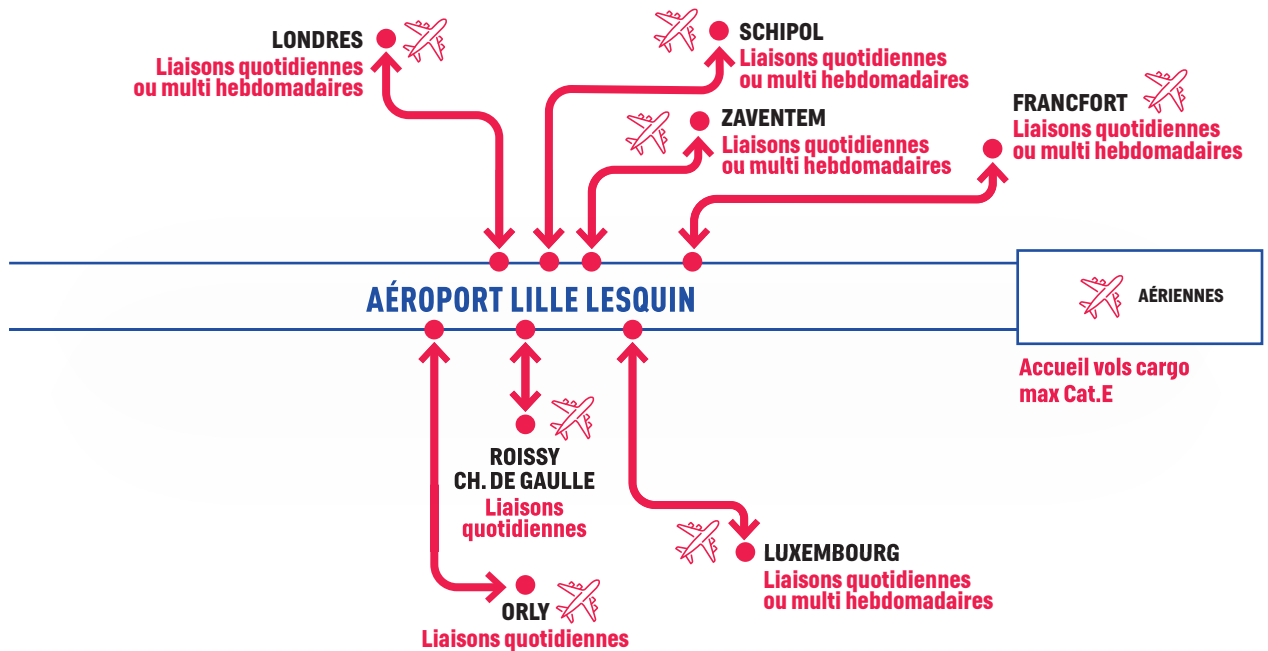 LONDRES
Liaisons quotidiennes
ou multi hebdomadaires
SCHIPOL
Liaisons quotidiennes
ou multi hebdomadaires
ZAVENTEM
Liaisons quotidiennes
ou multi hebdomadaires
FRANCFORT
Liaisons quotidiennes
ou multi hebdomadaires
AÉROPORT LILLE LESQUIN
AÉRIENNES
Accueil vols cargo
max Cat.E
ROISSY
CH. DE GAULLE
Liaisons
quotidiennes
ORLY
Liaisons quotidiennes
LUXEMBOURG
Liaisons quotidiennes
ou multi hebdomadaires